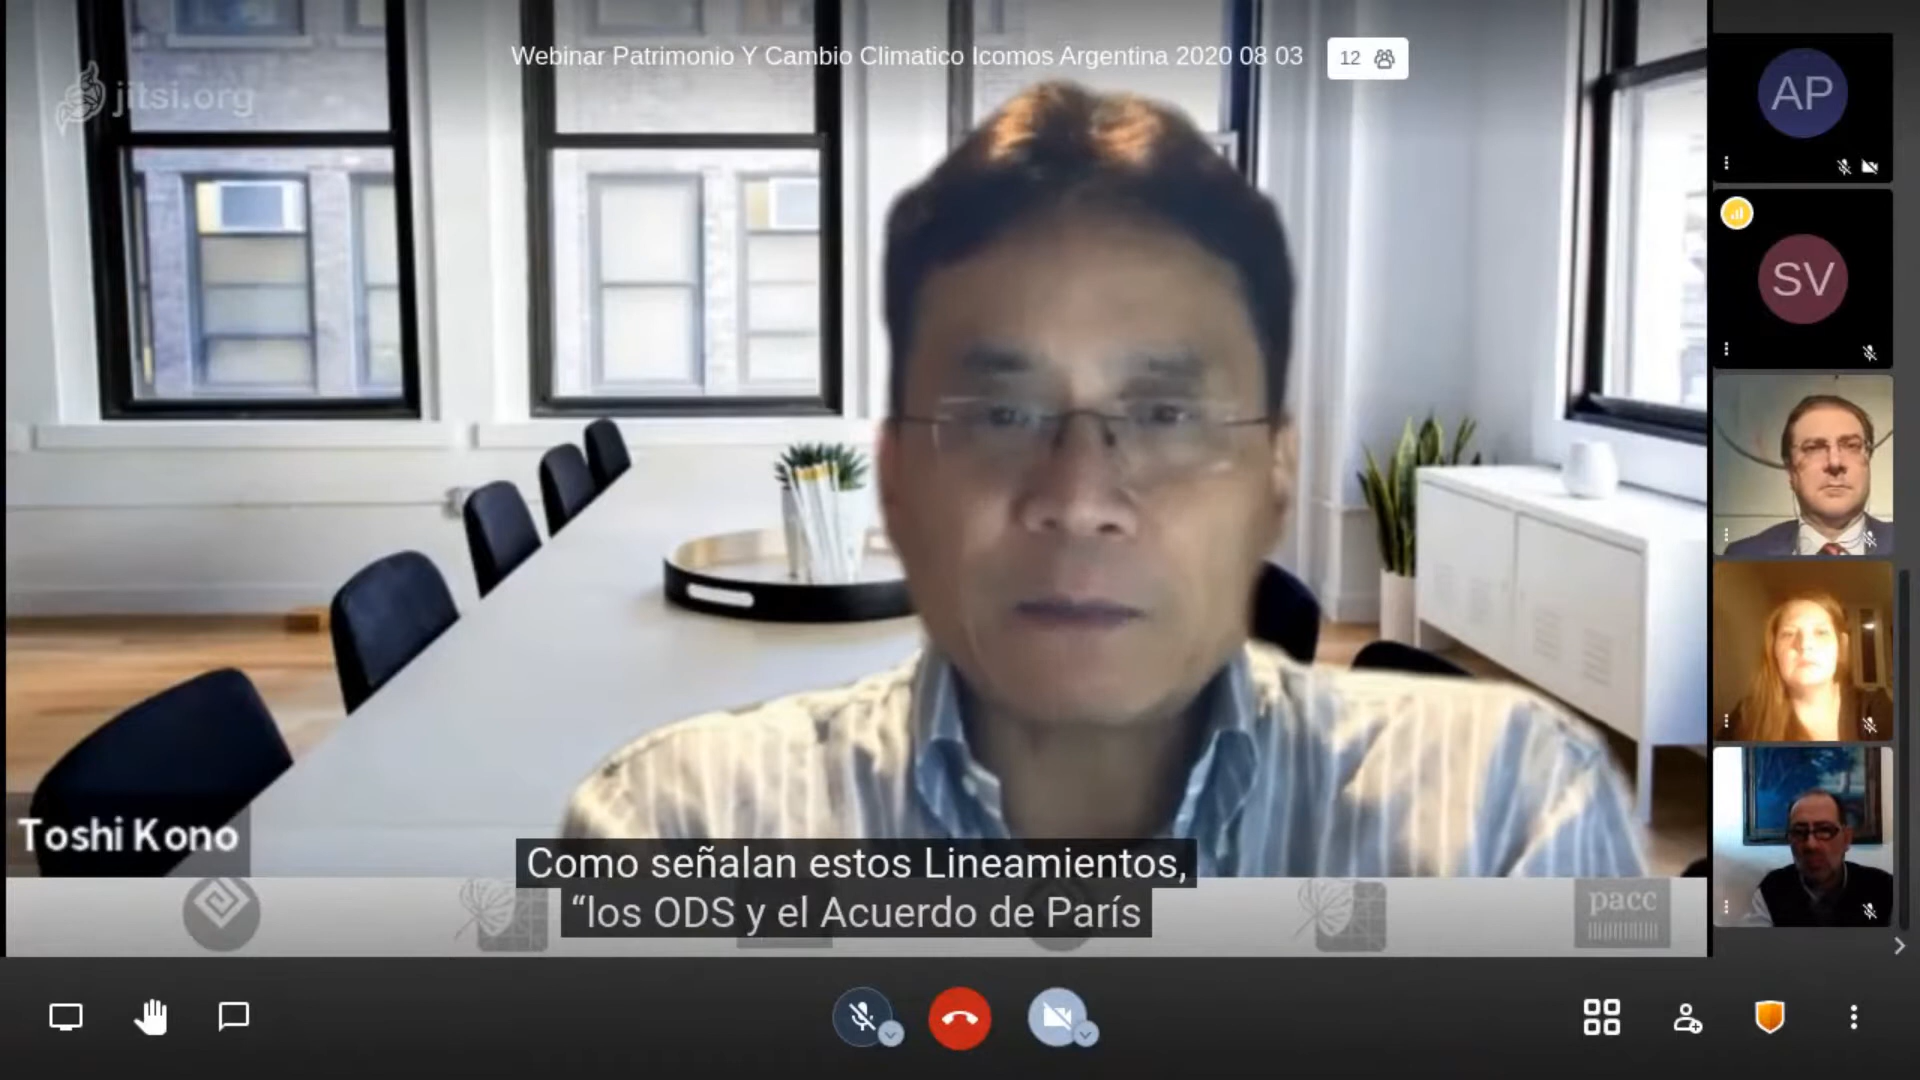 Webinar Patrimonio Y Cambio Climatico Icomos Argentina 2020 08 03
12
jitsi.org
AP
SV
Toshi Kono
Como señalan estos Lineamientos,
“los ODS y el Acuerdo de París
pacc